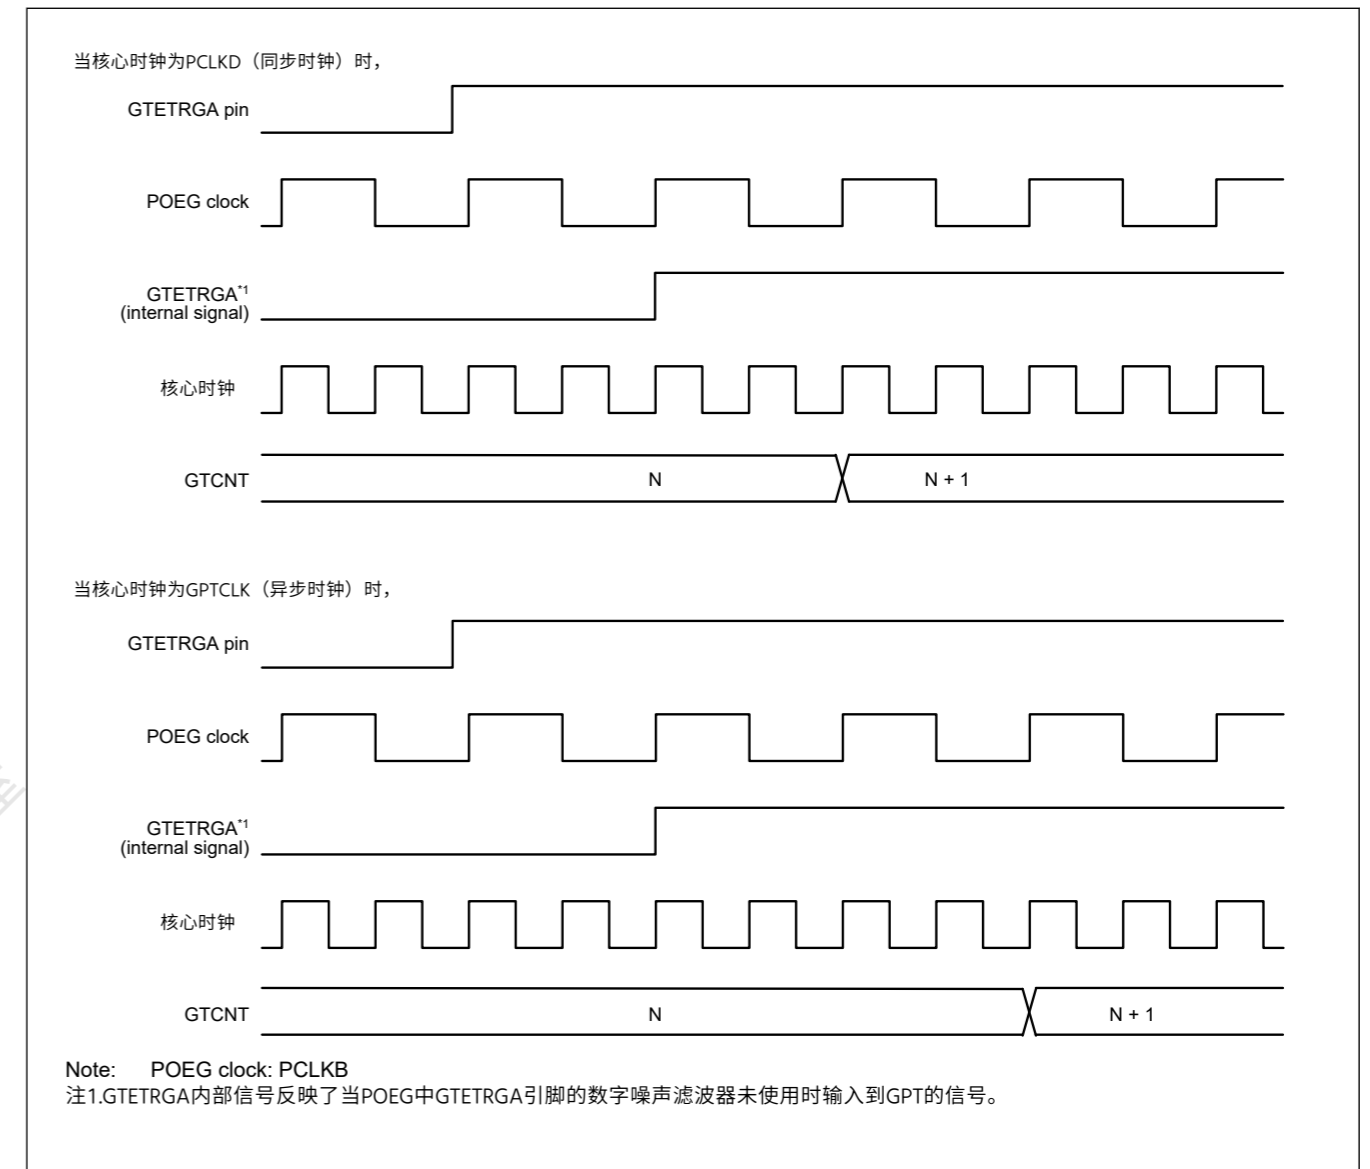 当核心时钟为PCLKD（同步时钟）时，
GTETRGA pin
POEG clock
GTETRGA*1
(internal signal)
核心时钟
GTCNT
N
N + 1
当核心时钟为GPTCLK（异步时钟）时，
GTETRGA pin
POEG clock
GTETRGA*1
(internal signal)
核心时钟
GTCNT
N
N + 1
Note: POEG clock: PCLKB
注1.GTETRGA内部信号反映了当POEG中GTETRGA引脚的数字噪声滤波器未使用时输入到GPT的信号。